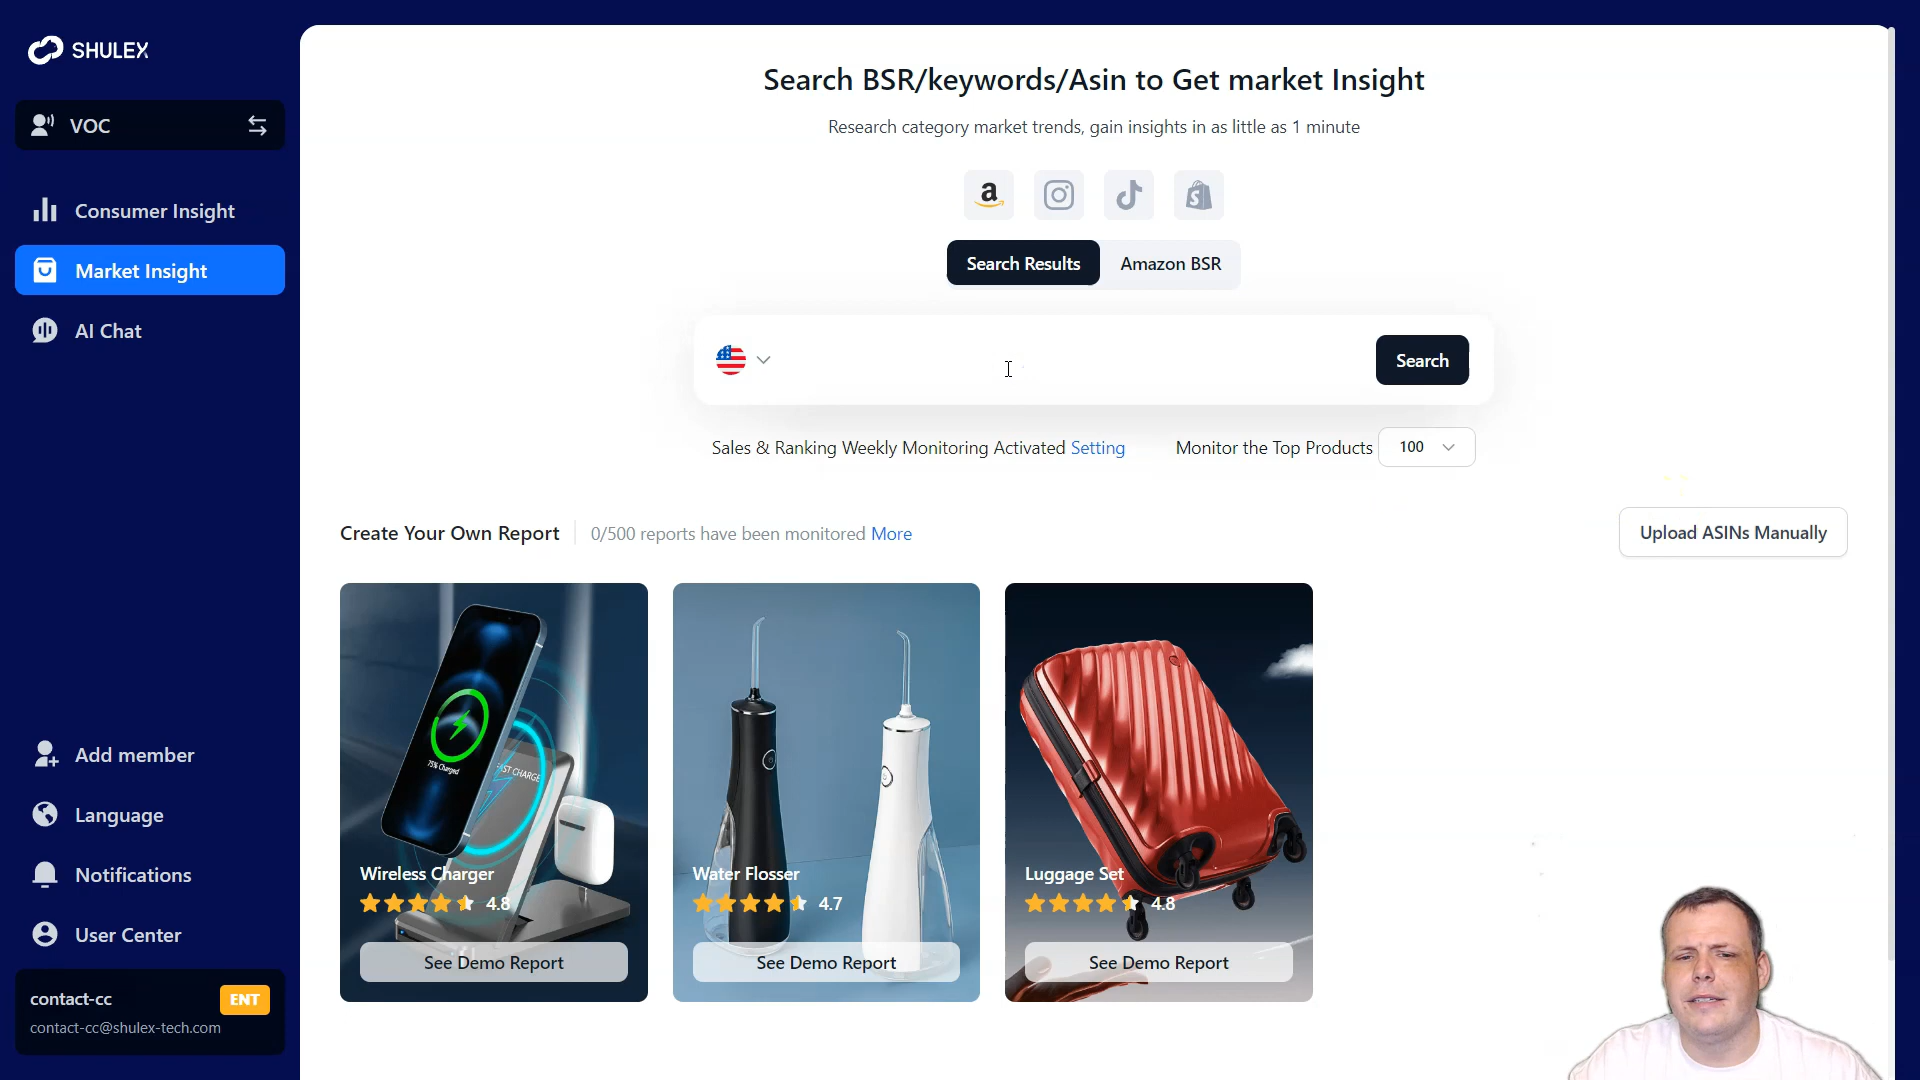 SHULEX
VOC
Consumer Insight
Market Insight
AI Chat
Add member
Language
Notifications
User Center
contact-cc
ENT
contact-cc@shulex-tech.com
Search BSR/keywords/Asin to Get market Insight
Research category market trends, gain insights in as little as 1 minute
Search Results
Amazon BSR
Search
Sales & Ranking Weekly Monitoring Activated Setting
Monitor the Top Products 100
Create Your Own Report
0/500 reports have been monitored More
Upload ASINs Manually
75% Charged
FAST CHARGE
Wireless Charger
4.8
See Demo Report
Water Flosser
4.7
See Demo Report
Luggage Set
4.8
See Demo Report